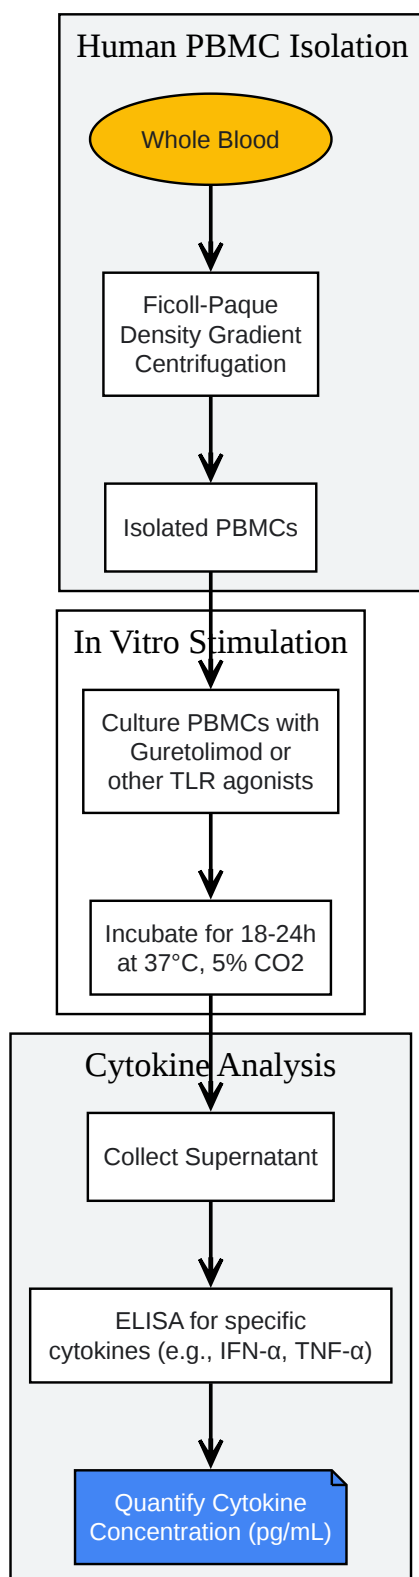 Human PBMC Isolation
Whole Blood
Ficoll-Paque
Density Gradient
Centrifugation
Isolated PBMCs
In Vitro Stimulation
Culture PBMCs with
Guretolimod or
other TLR agonists
Incubate for 18-24h
at 37°C, 5% CO2
Cytokine Analysis
Collect Supernatant
ELISA for specific
cytokines (e.g., IFN-α, TNF-α)
Quantify Cytokine
Concentration (pg/mL)